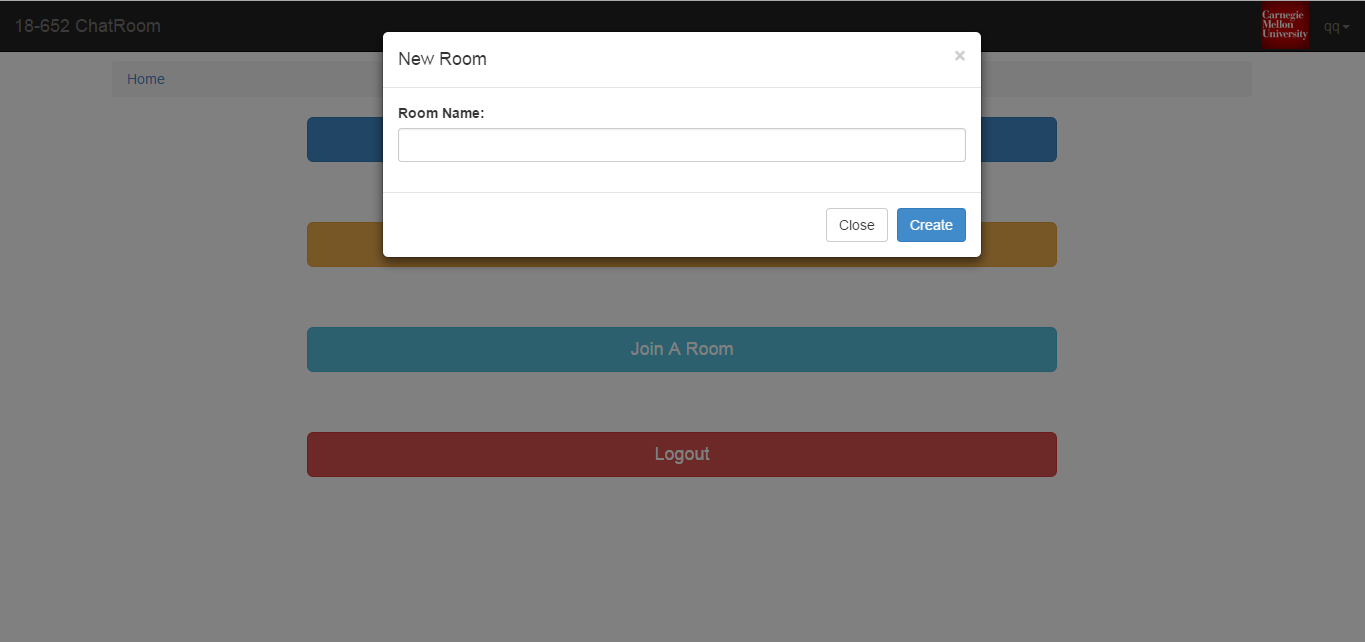 18-652 ChatRoom
Carnegie
Mellon
University
qq
New Room
×
Home
Room Name:
Close
Create
Join A Room
Logout